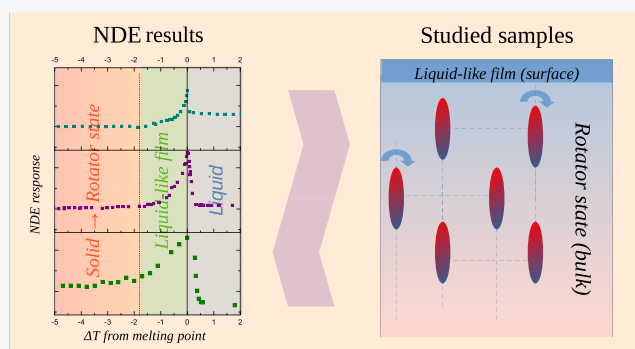 NDE results
Studied samples
-5 -4 -3 -2 -1 0 1 2
NDE response
Solid → Rotator state
Liquid-like film
Liquid
-5 -4 -3 -2 -1 0 1 2
ΔT from melting point
Liquid-like film (surface)
Rotator state (bulk)